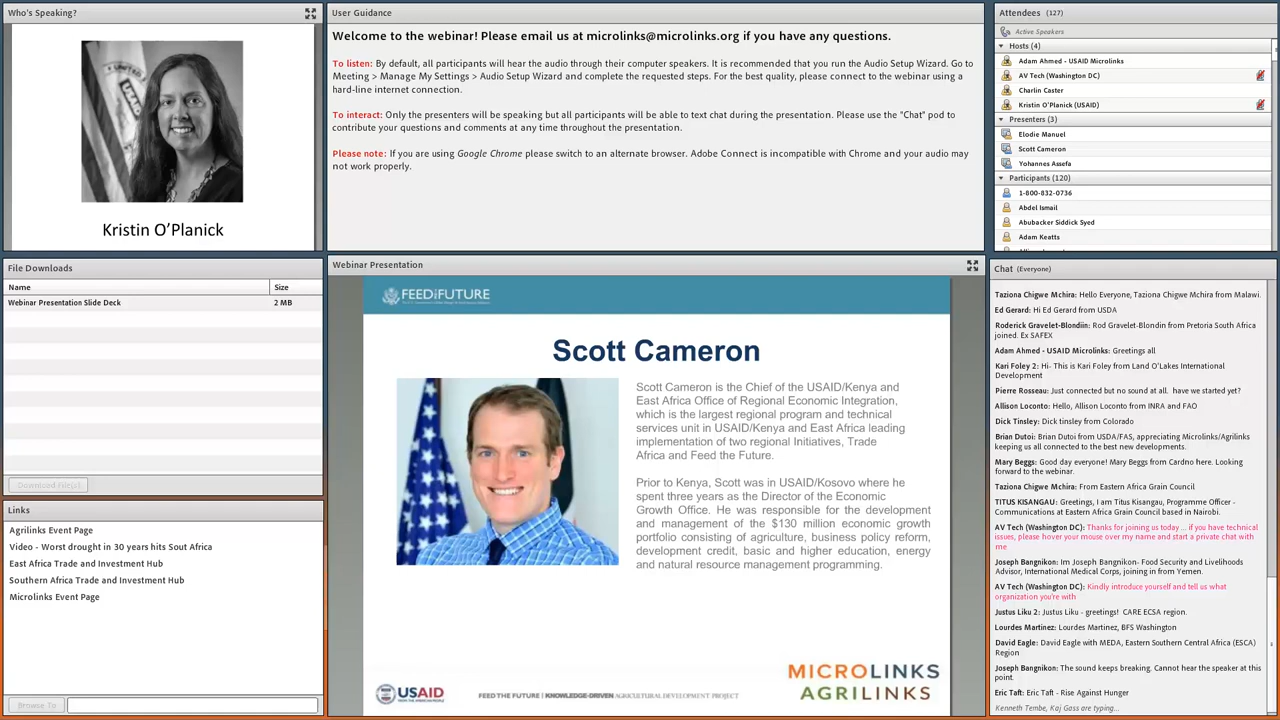 Who's Speaking?
Kristin O'Planick
User Guidance
Welcome to the webinar! Please email us at microlinks@microlinks.org if you have any questions.
To listen: By default, all participants will hear the audio through their computer speakers. It is recommended that you run the Audio Setup Wizard. Go to
Meeting > Manage My Settings > Audio Setup Wizard and complete the requested steps. For the best quality, please connect to the webinar using a
hard-line internet connection.
To interact: Only the presenters will be speaking but all participants will be able to text chat during the presentation. Please use the "Chat" pod to
contribute your questions and comments at any time throughout the presentation.
Please note: If you are using Google Chrome please switch to an alternate browser. Adobe Connect is incompatible with Chrome and your audio may
not work properly.
Attendees (127)
Active Speakers
Hosts (4)
Adam Ahmed - USAID Microlinks
AV Tech (Washington DC)
Charlin Caster
Kristin O'Planick (USAID)
Presenters (3)
Elodie Manuel
Scott Cameron
Yohannes Assefa
Participants (120)
1-800-832-0736
Abdel Ismail
Abubacker Siddick Syed
Adam Keatts
File Downloads
Name Size
Webinar Presentation Slide Deck 2 MB
Download File(s)
Links
Agrilinks Event Page
Video - Worst drought in 30 years hits Sout Africa
East Africa Trade and Investment Hub
Southern Africa Trade and Investment Hub
Microlinks Event Page
Browse To
Webinar Presentation
FEED THE FUTURE
Scott Cameron
Scott Cameron is the Chief of the USAID/Kenya and
East Africa Office of Regional Economic Integration,
which is the largest regional program and technical
services unit in USAID/Kenya and East Africa leading
implementation of two regional Initiatives, Trade
Africa and Feed the Future.
Prior to Kenya, Scott was in USAID/Kosovo where he
spent three years as the Director of the Economic
Growth Office. He was responsible for the development
and management of the $130 million economic growth
portfolio consisting of agriculture, business policy reform,
development credit, basic and higher education, energy
and natural resource management programming.
USAID
FROM THE AMERICAN PEOPLE
FEED THE FUTURE | KNOWLEDGE-DRIVEN AGRICULTURAL DEVELOPMENT PROJECT
MICROLINKS
AGRILINKS
Chat (Everyone)
Taziona Chigwe Mchira: Hello Everyone, Taziona Chigwe Mchira from Malawi.
Ed Gerard: Hi Ed Gerard from USDA
Roderick Gravelet-Blondiin: Rod Gravelet-Blondin from Pretoria South Africa
joined. Ex SAFEX
Adam Ahmed - USAID Microlinks: Greetings all
Kari Foley 2: Hi- This is Kari Foley from Land O'Lakes International
Development
Pierre Rosseau: Just connected but no sound at all. have we started yet?
Allison Loconto: Hello, Allison Loconto from INRA and FAO
Dick Tinsley: Dick tinsley from Colorado
Brian Dutoi: Brian Dutoi from USDA/FAS, appreciating Microlinks/Agrilinks
keeping us all connected to the best new developments.
Mary Beggs: Good day everyone! Mary Beggs from Cardno here. Looking
forward to the webinar.
Taziona Chigwe Mchira: From Eastern Africa Grain Council
TITUS KISANGAU: Greetings, I am Titus Kisangau, Programme Officer -
Communications at Eastern Africa Grain Council based in Nairobi.
AV Tech (Washington DC): Thanks for joining us today ... if you have technical
issues, please hover your mouse over my name and start a private chat with
me
Joseph Bangnikon: Im Joseph Bangnikon- Food Security and Livelihoods
Advisor, International Medical Corps, joining in from Yemen.
AV Tech (Washington DC): Kindly introduce yourself and tell us what
organization you're with
Justus Liku 2: Justus Liku - greetings! CARE ECSA region.
Lourdes Martinez: Lourdes Martinez, BFS Washington
David Eagle: David Eagle with MEDA, Eastern Southern Central Africa (ESCA)
Region
Joseph Bangnikon: The sound keeps breaking. Cannot hear the speaker at this
point.
Eric Taft: Eric Taft - Rise Against Hunger
Kenneth Tembe, Kaj Gass are typing...